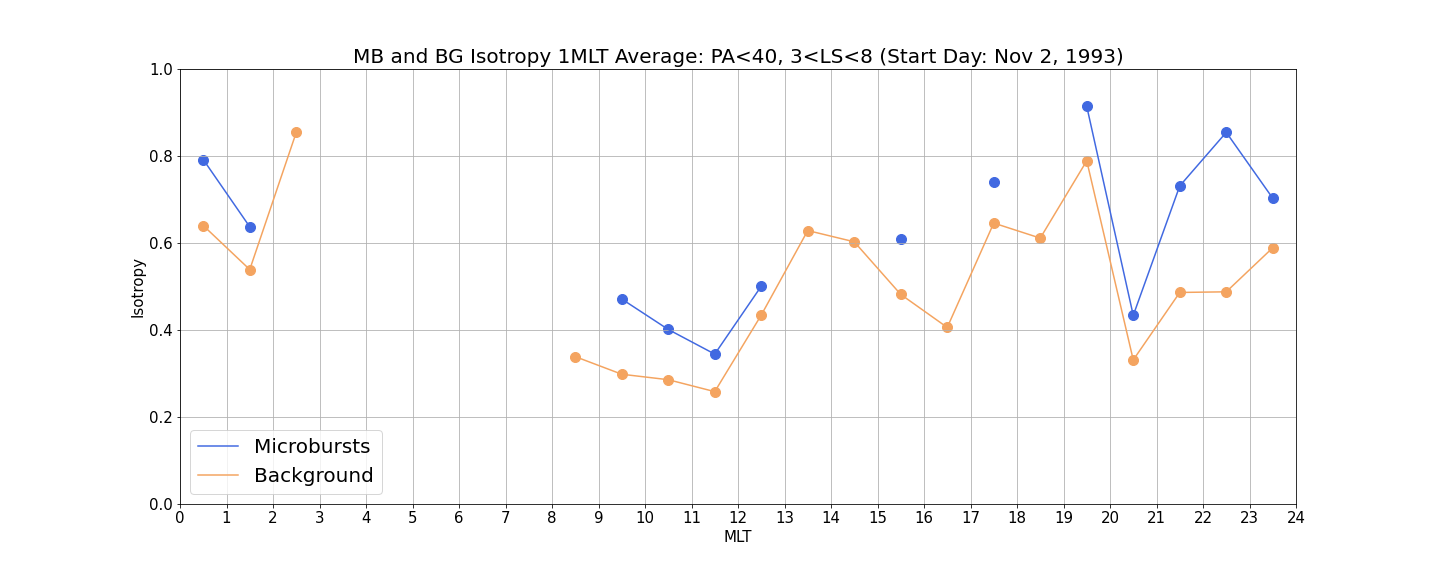 MB and BG Isotropy 1MLT Average: PA<40, 3<LS<8 (Start Day: Nov 2, 1993)
1.0
0.8
0.6
0.4
0.2
0.0
Isotropy
Microbursts
Background
0 1 2 3 4 5 6 7 8 9 10 11 12 13 14 15 16 17 18 19 20 21 22 23 24
MLT